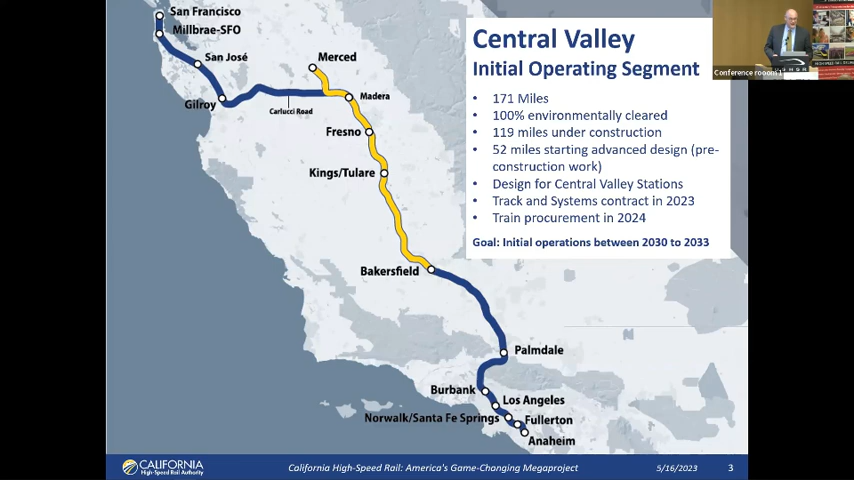 San Francisco
Millbrae-SFO
San José
Gilroy
Carlucci Road
Merced
Madera
Fresno
Kings/Tulare
Bakersfield
Palmdale
Burbank
Los Angeles
Norwalk/Santa Fe Springs
Fullerton
Anaheim
Central Valley
Initial Operating Segment
• 171 Miles
• 100% environmentally cleared
• 119 miles under construction
• 52 miles starting advanced design (pre-
construction work)
• Design for Central Valley Stations
• Track and Systems contract in 2023
• Train procurement in 2024
Goal: Initial operations between 2030 to 2033
CALIFORNIA
High-Speed Rail Authority
California High-Speed Rail: America's Game-Changing Megaproject
5/16/2023
3